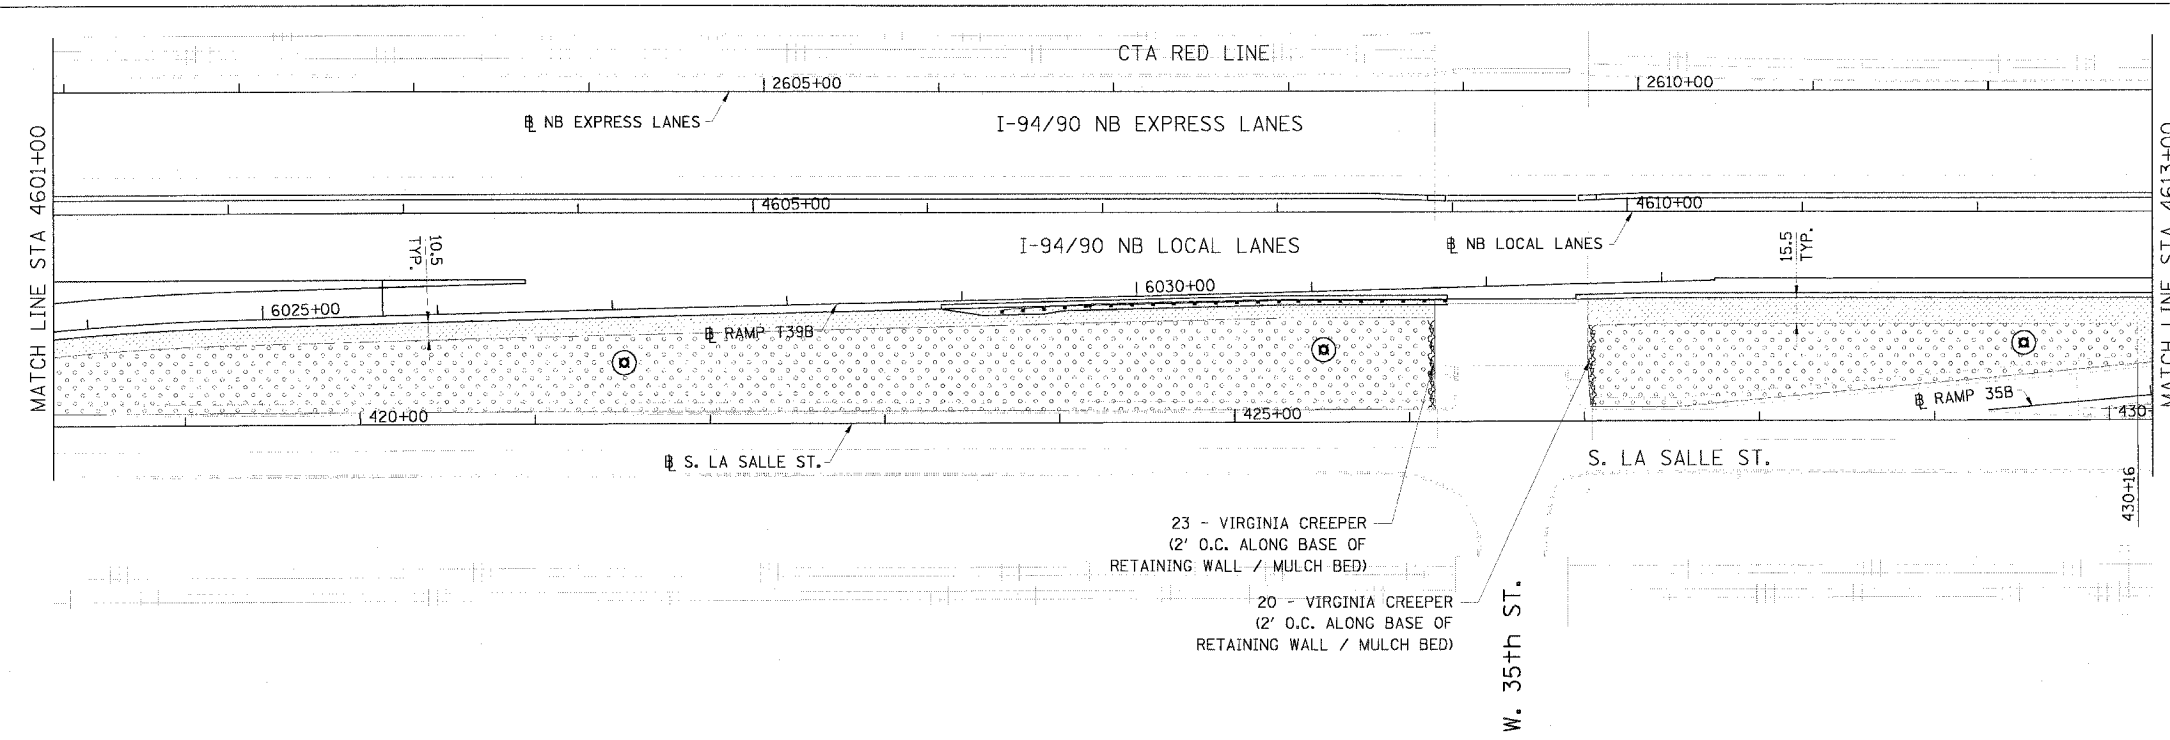 CTA RED LINE
2605+00
2610+00
℄ NB EXPRESS LANES
I-94/90 NB EXPRESS LANES
MATCH LINE STA 4601+00
MATCH LINE STA 4613+00
4605+00
4610+00
10.5
TYP.
I-94/90 NB LOCAL LANES
℄ NB LOCAL LANES
15.5
TYP.
6025+00
6030+00
℄ RAMP T39B
420+00
425+00
℄ RAMP 35B
430+
℄ S. LA SALLE ST.
S. LA SALLE ST.
430+16
23 - VIRGINIA CREEPER
(2' O.C. ALONG BASE OF
RETAINING WALL / MULCH BED)
20 - VIRGINIA CREEPER
(2' O.C. ALONG BASE OF
RETAINING WALL / MULCH BED)
W. 35th ST.